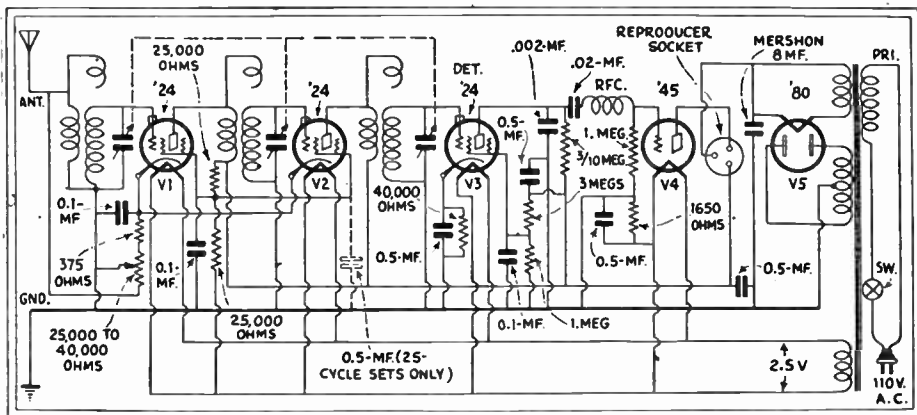 ANT.
25,000
OHMS
'24
V1
0.1-
MF
375
OHMS
GND.
25,000 TO
40,000
OHMS
0.1-
MF.
25,000
OHMS
'24
V2
0.5-MF. (25-
CYCLE SETS ONLY)
DET.
'24
V3
40,000
OHMS
0.5-MF.
.002-MF.
0.5-
MF.
.02-MF.
RFC.
1. MEG.
3/10 MEG.
3 MEGS
0.1-MF.
1. MEG
0.5-MF.
'45
V4
1650
OHMS
REPRODUCER
SOCKET
MERSHON
8 MF.
'80
V5
0.5-MF.
PRI.
SW.
2.5 V
110V.
A.C.